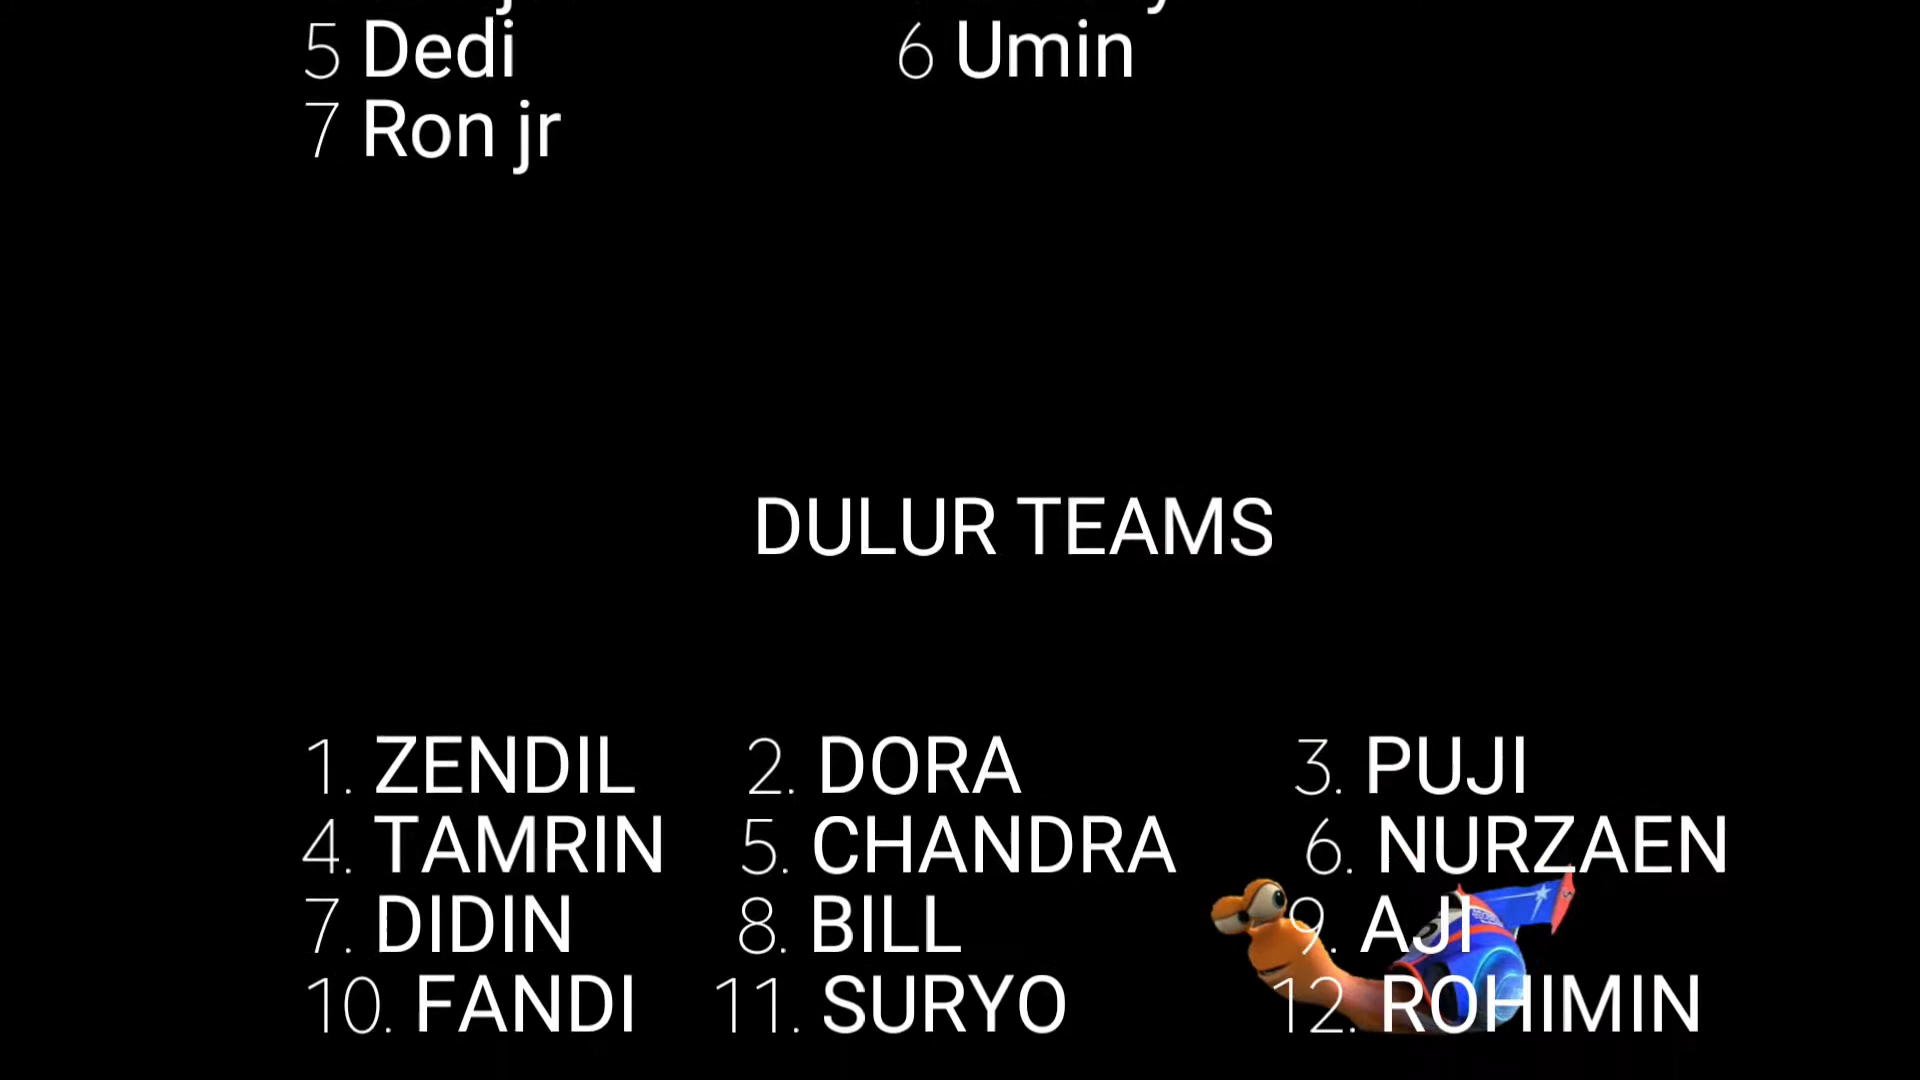 5 Dedi 6 Umin
7 Ron jr
DULUR TEAMS
1. ZENDIL 2. DORA 3. PUJI
4. TAMRIN 5. CHANDRA 6. NURZAEN
7. DIDIN 8. BILL 9. AJI
10. FANDI 11. SURYO 12. ROHIMIN